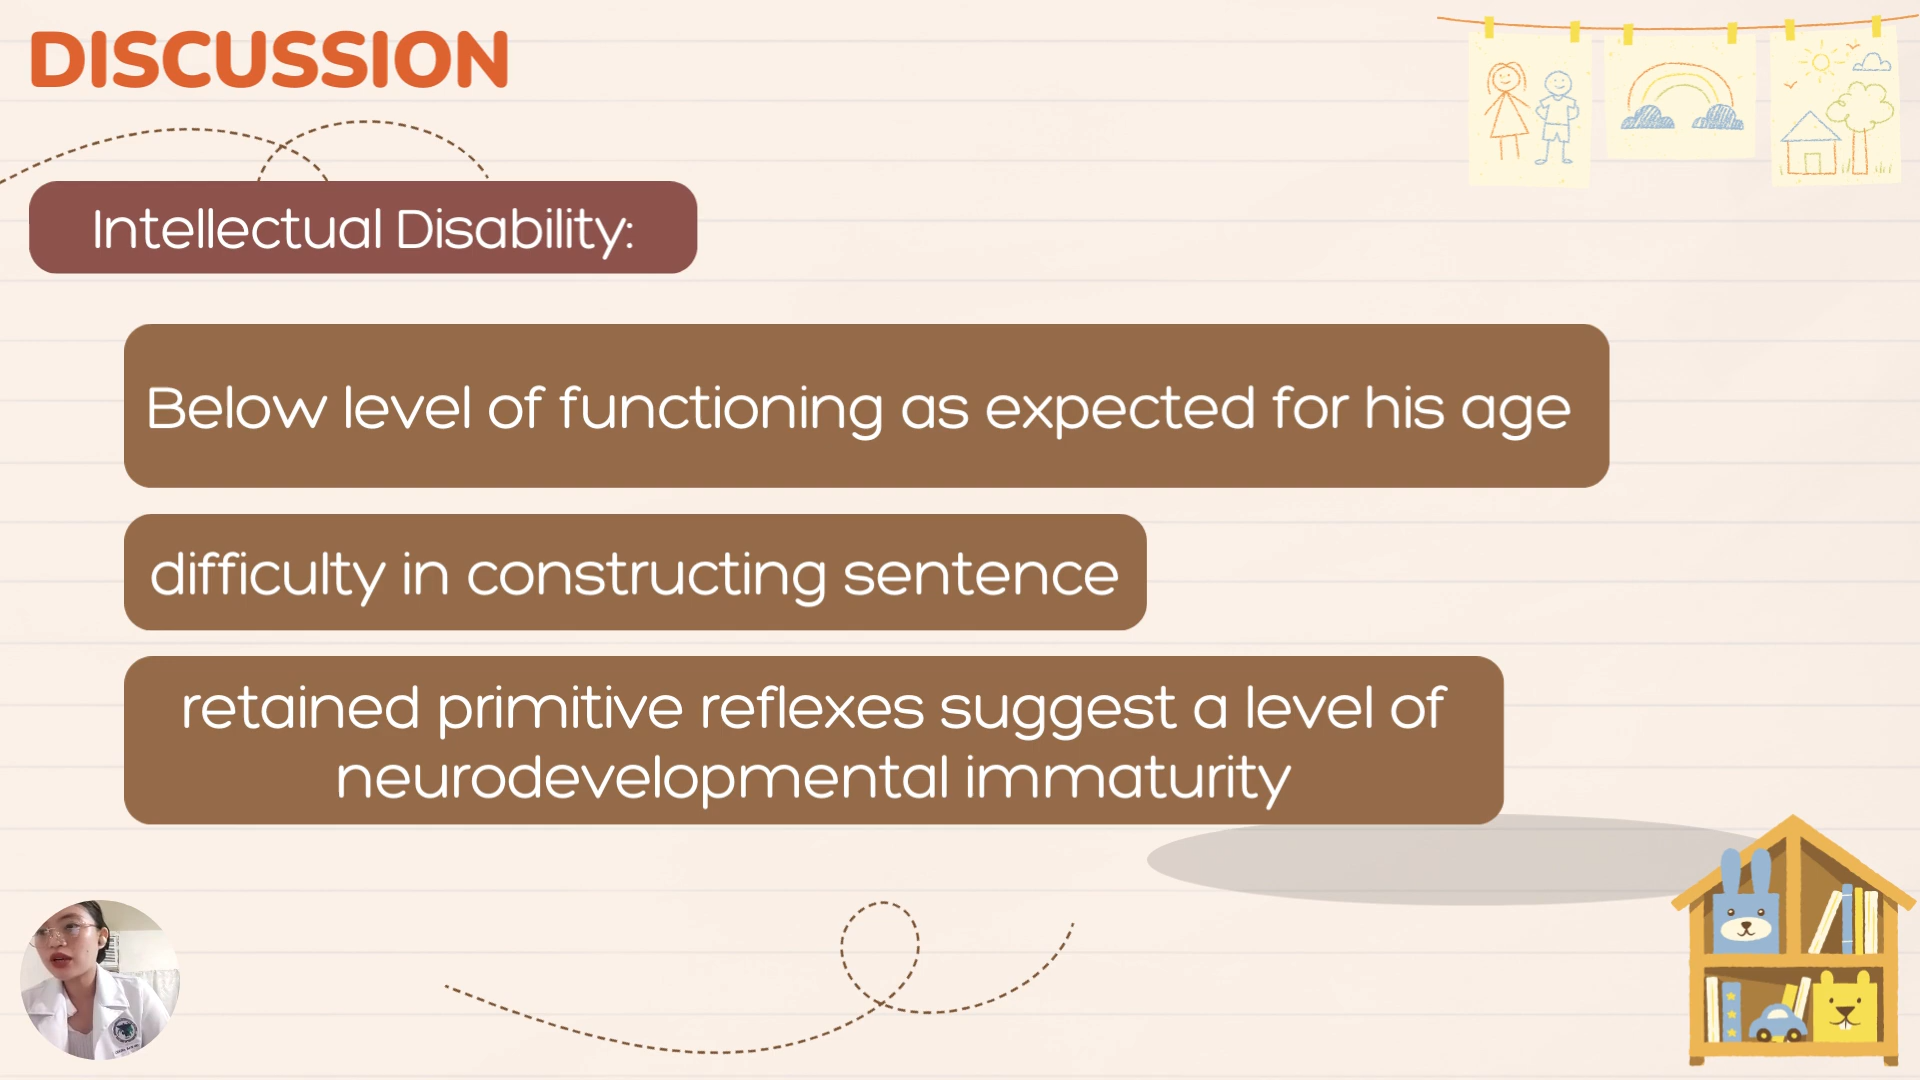 DISCUSSION
Intellectual Disability:
Below level of functioning as expected for his age
difficulty in constructing sentence
retained primitive reflexes suggest a level of
neurodevelopmental immaturity